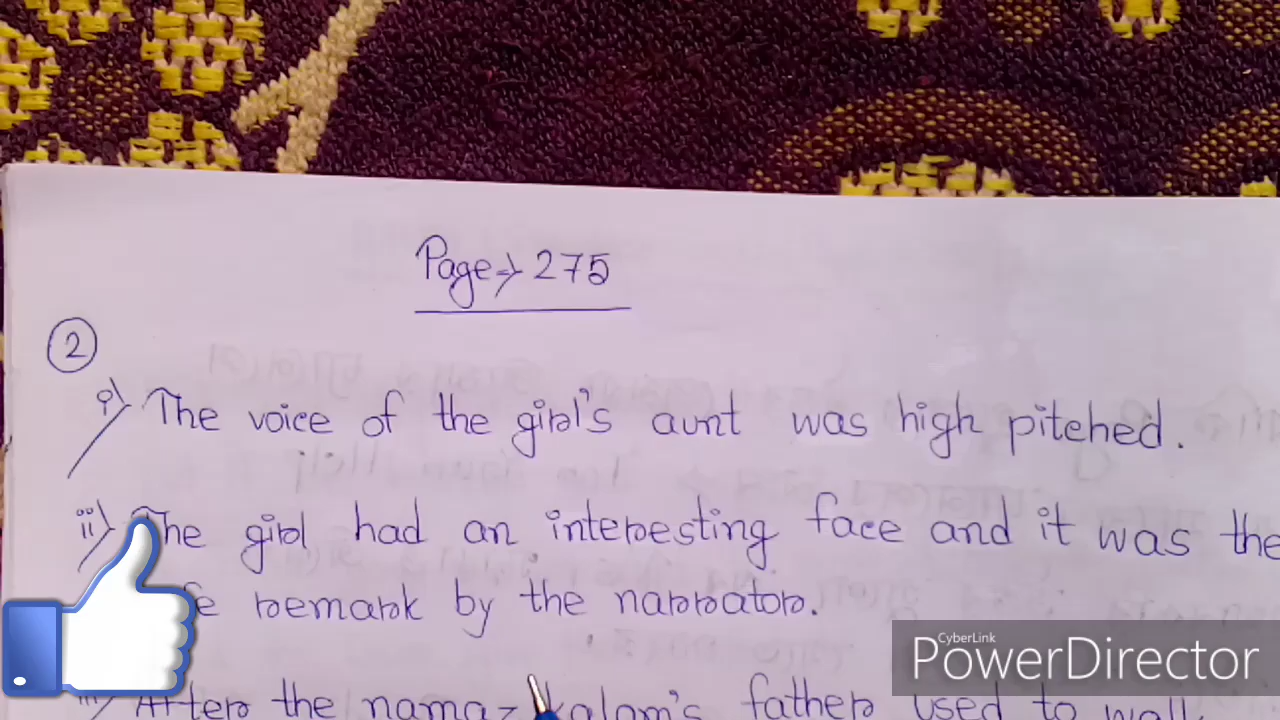 Page → 275
2
i) The voice of the girl's aunt was high pitched.
ii) The girl had an interesting face and it was the
remark by the narrator.
After the namaz kalam's father used to walk
CyberLink
PowerDirector